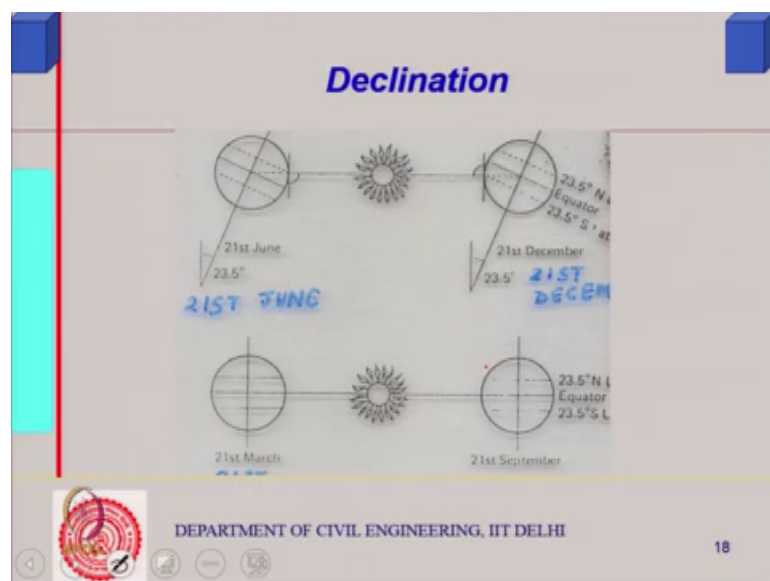 Declination
23.5° N
Equator
23.5° S
21st June
21st December
23.5°
23.5°
21ST JUNE
21ST
DECEM
23.5°N L
Equator
23.5°S L
21st March
21st September
DEPARTMENT OF CIVIL ENGINEERING, IIT DELHI
18